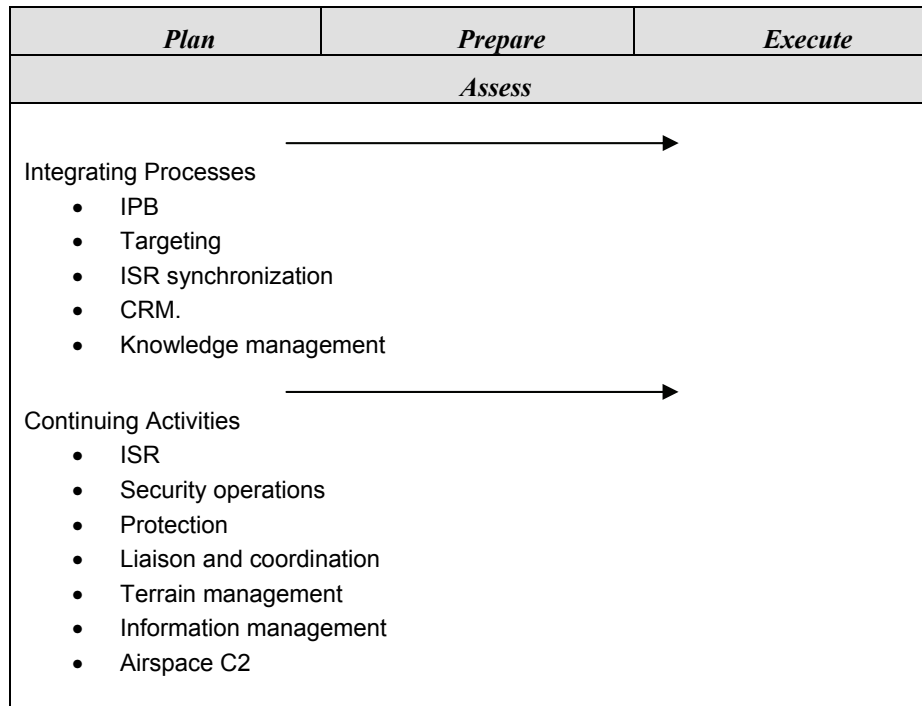 Plan Prepare Execute
Assess
Integrating Processes
• IPB
• Targeting
• ISR synchronization
• CRM.
• Knowledge management
Continuing Activities
• ISR
• Security operations
• Protection
• Liaison and coordination
• Terrain management
• Information management
• Airspace C2